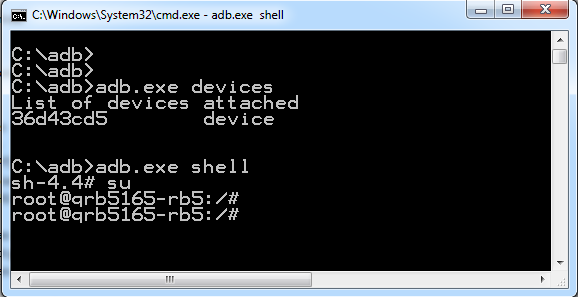 C:\Windows\System32\cmd.exe - adb.exe  shell
C:\adb>
C:\adb>
C:\adb>adb.exe devices
List of devices attached
36d43cd5        device
C:\adb>adb.exe shell
sh-4.4# su
root@qrb5165-rb5:/#
root@qrb5165-rb5:/#